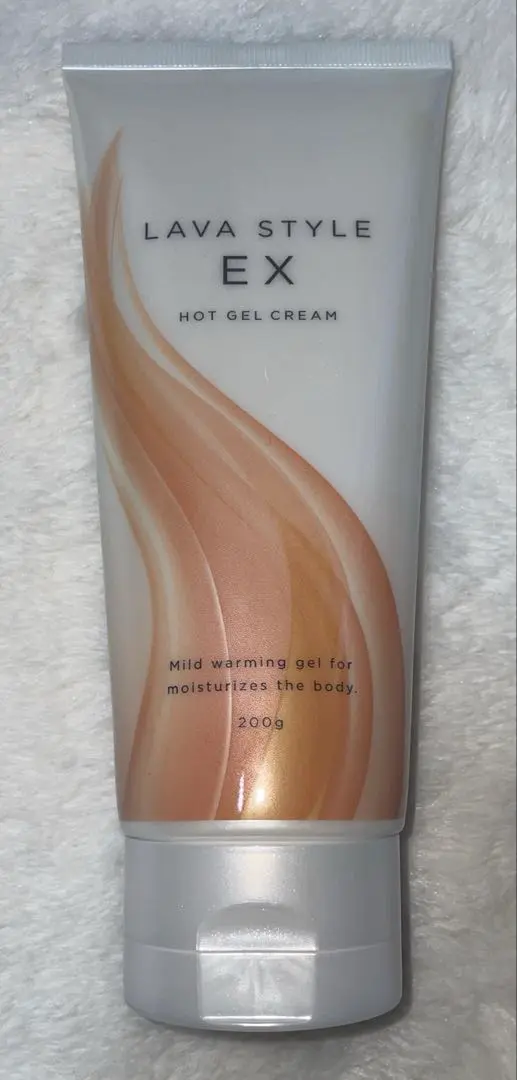 LAVA STYLE
EX
HOT GEL CREAM
Mild warming gel for
moisturizes the body.
200g